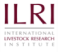 ILRI
INTERNATIONAL
LIVESTOCK RESEARCH
INSTITUTE